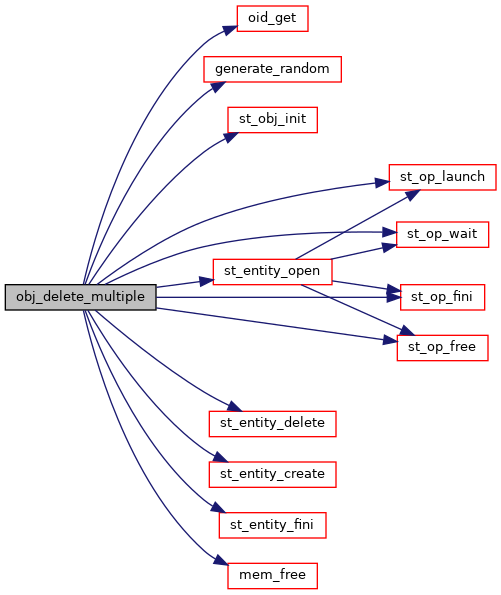 oid_get
generate_random
st_obj_init
st_op_launch
st_op_wait
st_entity_open
obj_delete_multiple
st_op_fini
st_op_free
st_entity_delete
st_entity_create
st_entity_fini
mem_free